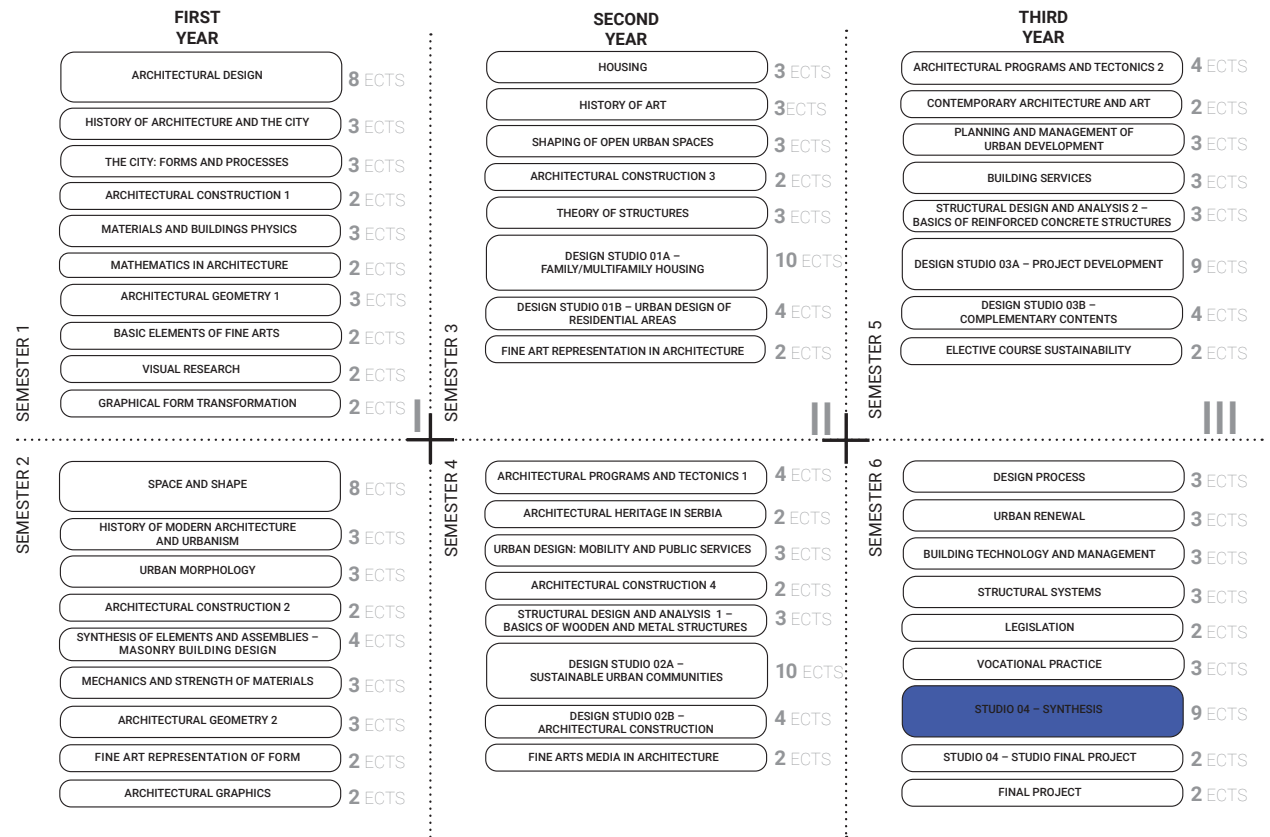 FIRST
YEAR
SEMESTER 1
ARCHITECTURAL DESIGN
8 ECTS
HISTORY OF ARCHITECTURE AND THE CITY
3 ECTS
THE CITY: FORMS AND PROCESSES
3 ECTS
ARCHITECTURAL CONSTRUCTION 1
2 ECTS
MATERIALS AND BUILDINGS PHYSICS
3 ECTS
MATHEMATICS IN ARCHITECTURE
2 ECTS
ARCHITECTURAL GEOMETRY 1
3 ECTS
BASIC ELEMENTS OF FINE ARTS
2 ECTS
VISUAL RESEARCH
2 ECTS
GRAPHICAL FORM TRANSFORMATION
2 ECTS
I
SEMESTER 2
SPACE AND SHAPE
8 ECTS
HISTORY OF MODERN ARCHITECTURE
AND URBANISM
3 ECTS
URBAN MORPHOLOGY
3 ECTS
ARCHITECTURAL CONSTRUCTION 2
2 ECTS
SYNTHESIS OF ELEMENTS AND ASSEMBLIES –
MASONRY BUILDING DESIGN
4 ECTS
MECHANICS AND STRENGTH OF MATERIALS
3 ECTS
ARCHITECTURAL GEOMETRY 2
3 ECTS
FINE ART REPRESENTATION OF FORM
2 ECTS
ARCHITECTURAL GRAPHICS
2 ECTS
SECOND
YEAR
SEMESTER 3
HOUSING
3 ECTS
HISTORY OF ART
3ECTS
SHAPING OF OPEN URBAN SPACES
3 ECTS
ARCHITECTURAL CONSTRUCTION 3
2 ECTS
THEORY OF STRUCTURES
3 ECTS
DESIGN STUDIO 01A –
FAMILY/MULTIFAMILY HOUSING
10 ECTS
DESIGN STUDIO 01B – URBAN DESIGN OF
RESIDENTIAL AREAS
4 ECTS
FINE ART REPRESENTATION IN ARCHITECTURE
2 ECTS
II
SEMESTER 4
ARCHITECTURAL PROGRAMS AND TECTONICS 1
4 ECTS
ARCHITECTURAL HERITAGE IN SERBIA
2 ECTS
URBAN DESIGN: MOBILITY AND PUBLIC SERVICES
3 ECTS
ARCHITECTURAL CONSTRUCTION 4
2 ECTS
STRUCTURAL DESIGN AND ANALYSIS 1 –
BASICS OF WOODEN AND METAL STRUCTURES
3 ECTS
DESIGN STUDIO 02A –
SUSTAINABLE URBAN COMMUNITIES
10 ECTS
DESIGN STUDIO 02B –
ARCHITECTURAL CONSTRUCTION
4 ECTS
FINE ARTS MEDIA IN ARCHITECTURE
2 ECTS
THIRD
YEAR
SEMESTER 5
ARCHITECTURAL PROGRAMS AND TECTONICS 2
4 ECTS
CONTEMPORARY ARCHITECTURE AND ART
2 ECTS
PLANNING AND MANAGEMENT OF
URBAN DEVELOPMENT
3 ECTS
BUILDING SERVICES
3 ECTS
STRUCTURAL DESIGN AND ANALYSIS 2 –
BASICS OF REINFORCED CONCRETE STRUCTURES
3 ECTS
DESIGN STUDIO 03A – PROJECT DEVELOPMENT
9 ECTS
DESIGN STUDIO 03B –
COMPLEMENTARY CONTENTS
4 ECTS
ELECTIVE COURSE SUSTAINABILITY
2 ECTS
III
SEMESTER 6
DESIGN PROCESS
3 ECTS
URBAN RENEWAL
3 ECTS
BUILDING TECHNOLOGY AND MANAGEMENT
3 ECTS
STRUCTURAL SYSTEMS
3 ECTS
LEGISLATION
2 ECTS
VOCATIONAL PRACTICE
3 ECTS
STUDIO 04 – SYNTHESIS
9 ECTS
STUDIO 04 – STUDIO FINAL PROJECT
2 ECTS
FINAL PROJECT
2 ECTS